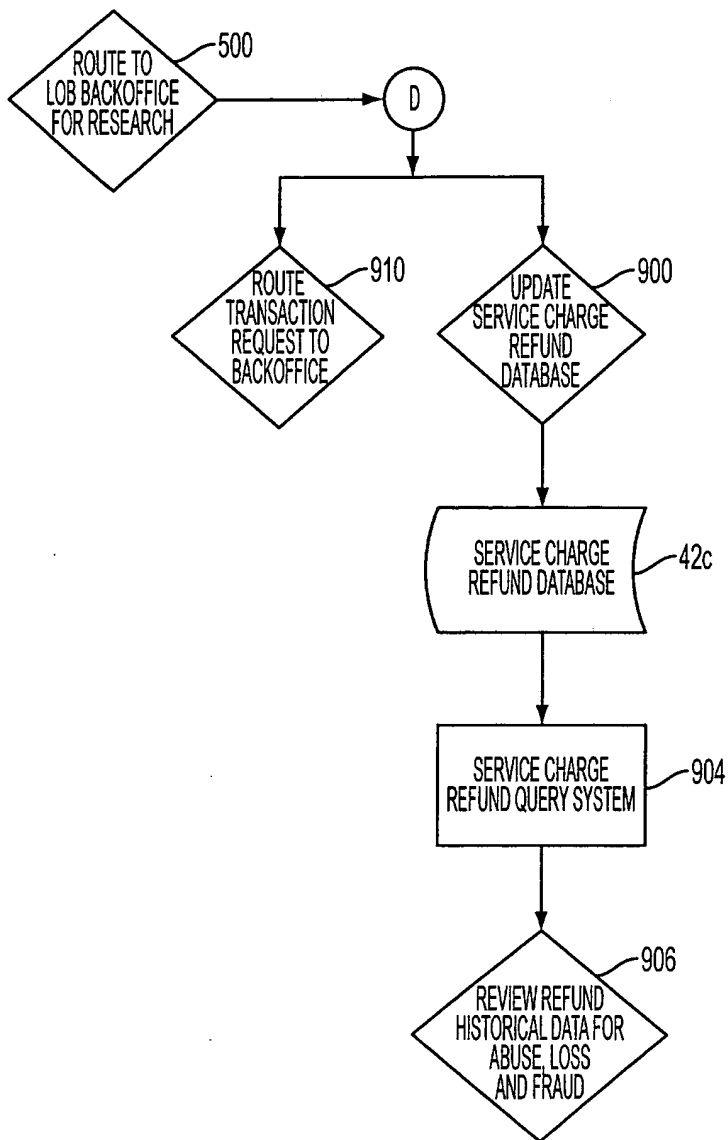 500
ROUTE TO
LOB BACKOFFICE
FOR RESEARCH
D
910
ROUTE
TRANSACTION
REQUEST TO
BACKOFFICE
900
UPDATE
SERVICE CHARGE
REFUND
DATABASE
SERVICE CHARGE
REFUND DATABASE
42c
SERVICE CHARGE
REFUND QUERY SYSTEM
904
906
REVIEW REFUND
HISTORICAL DATA FOR
ABUSE, LOSS
AND FRAUD